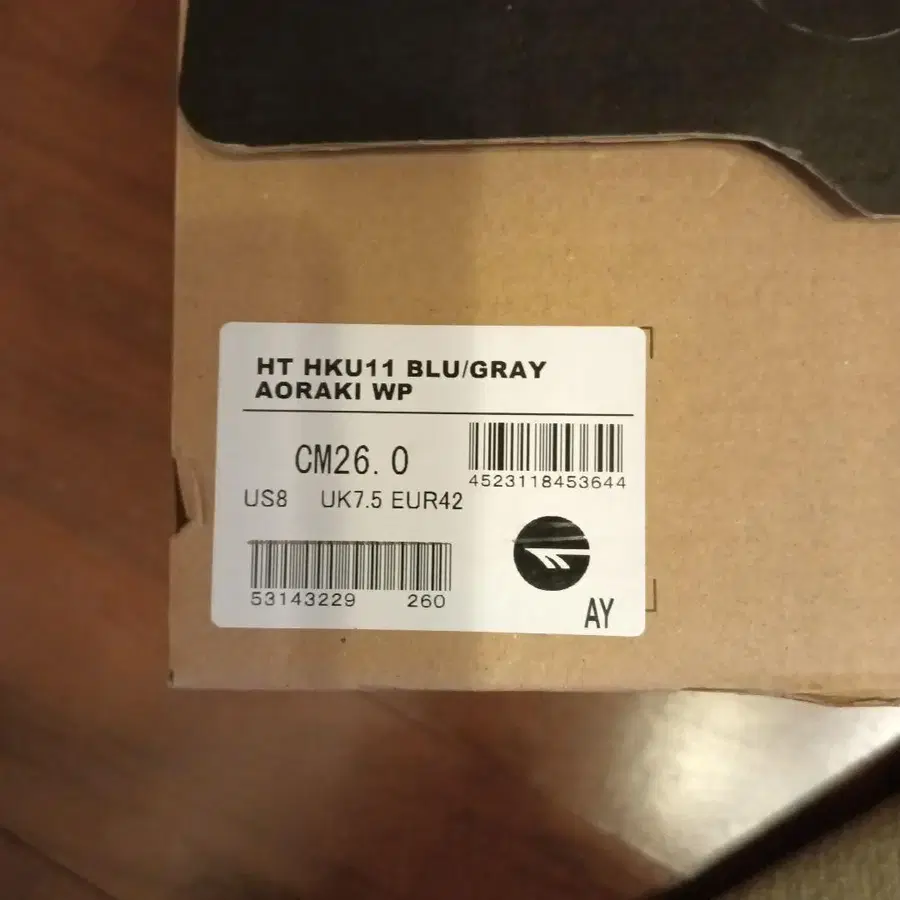 HT HKU11 BLU/GRAY
AORAKI WP
CM26.0
4523118453644
US8 UK7.5 EUR42
53143229 260
AY